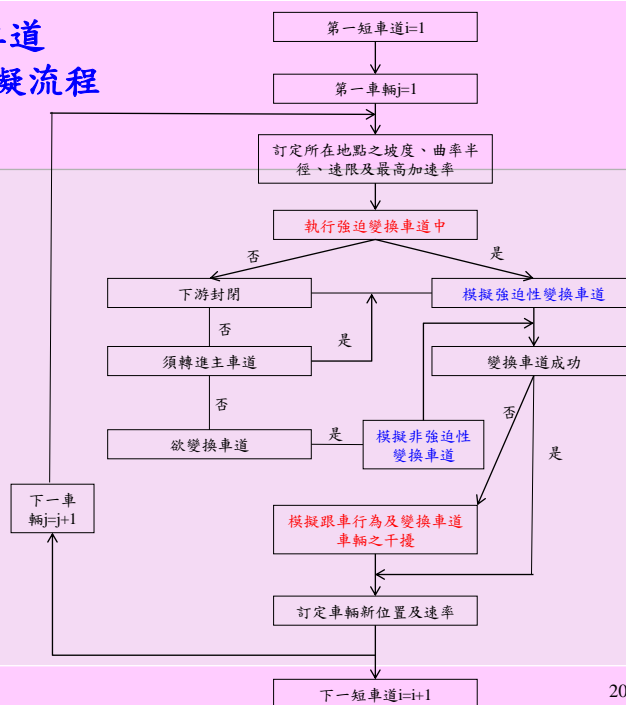 車道
擬流程
第一短車道i=1
第一車輛j=1
訂定所在地點之坡度、曲率半
徑、速限及最高加速率
執行強迫變換車道中
否
是
下游封閉
模擬強迫性變換車道
否
是
須轉進主車道
變換車道成功
否
否
欲變換車道
是
模擬非強迫性
變換車道
是
下一車
輛j=j+1
模擬跟車行為及變換車道
車輛之干擾
訂定車輛新位置及速率
下一短車道i=i+1
20